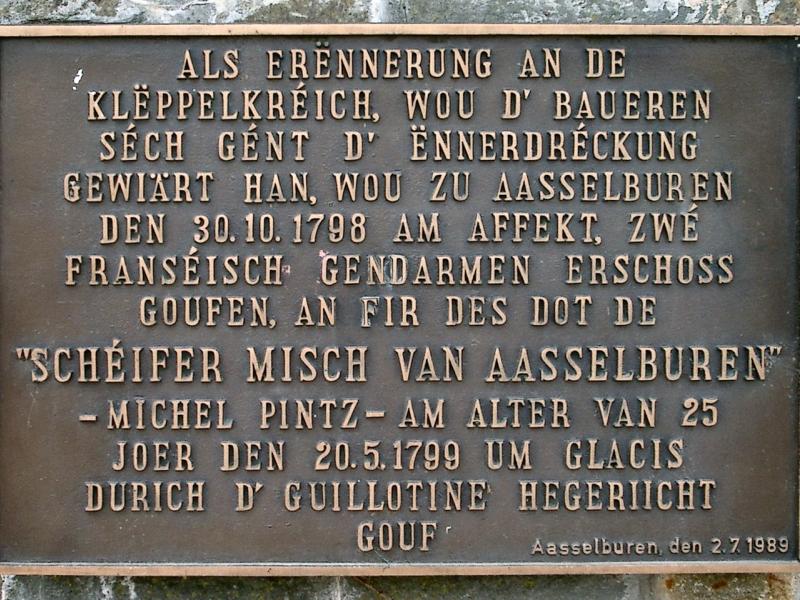 ALS ERËNNERUNG AN DE
KLËPPELKRÉICH, WOU D' BAUEREN
SÉCH GÉNT D' ËNNERDRÉCKUNG
GEWIÄRT HAN, WOU ZU AASSELBUREN
DEN 30.10.1798 AM AFFEKT, ZWÉ
FRANSÉISCH GENDARMEN ERSCHOSS
GOUFEN, AN FIR DES DOT DE
"SCHÉIFER MISCH VAN AASSELBUREN"
– MICHEL PINTZ – AM ALTER VAN 25
JOER DEN 20.5.1799 UM GLACIS
DURICH D' GUILLOTINE HEGERIICHT
GOUF
Aasselburen, den 2.7.1989